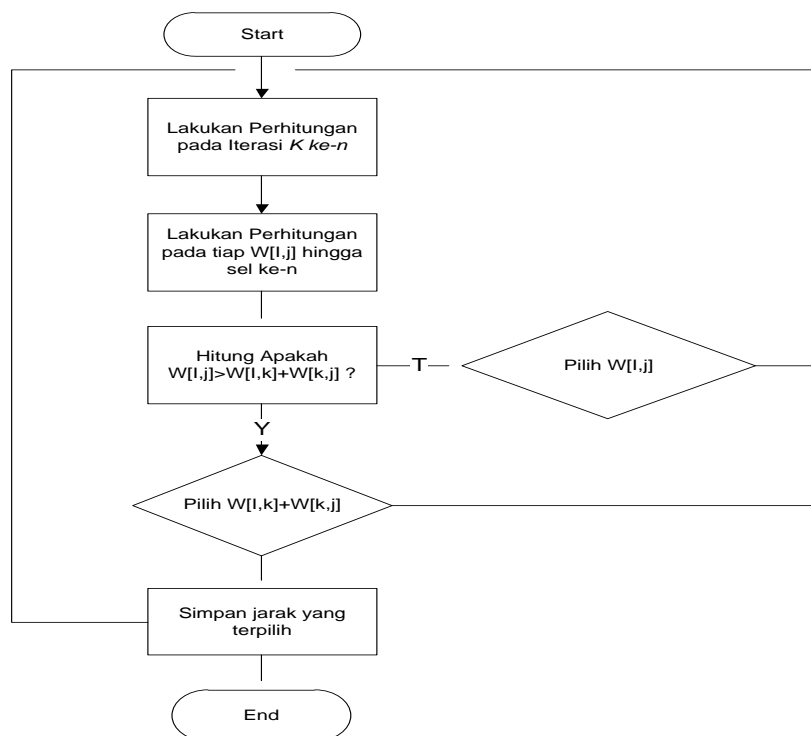 Start
Lakukan Perhitungan
pada Iterasi K ke-n
Lakukan Perhitungan
pada tiap W[I,j] hingga
sel ke-n
Hitung Apakah
W[I,j]>W[I,k]+W[k,j] ?
T
Pilih W[I,j]
Y
Pilih W[I,k]+W[k,j]
Simpan jarak yang
terpilih
End